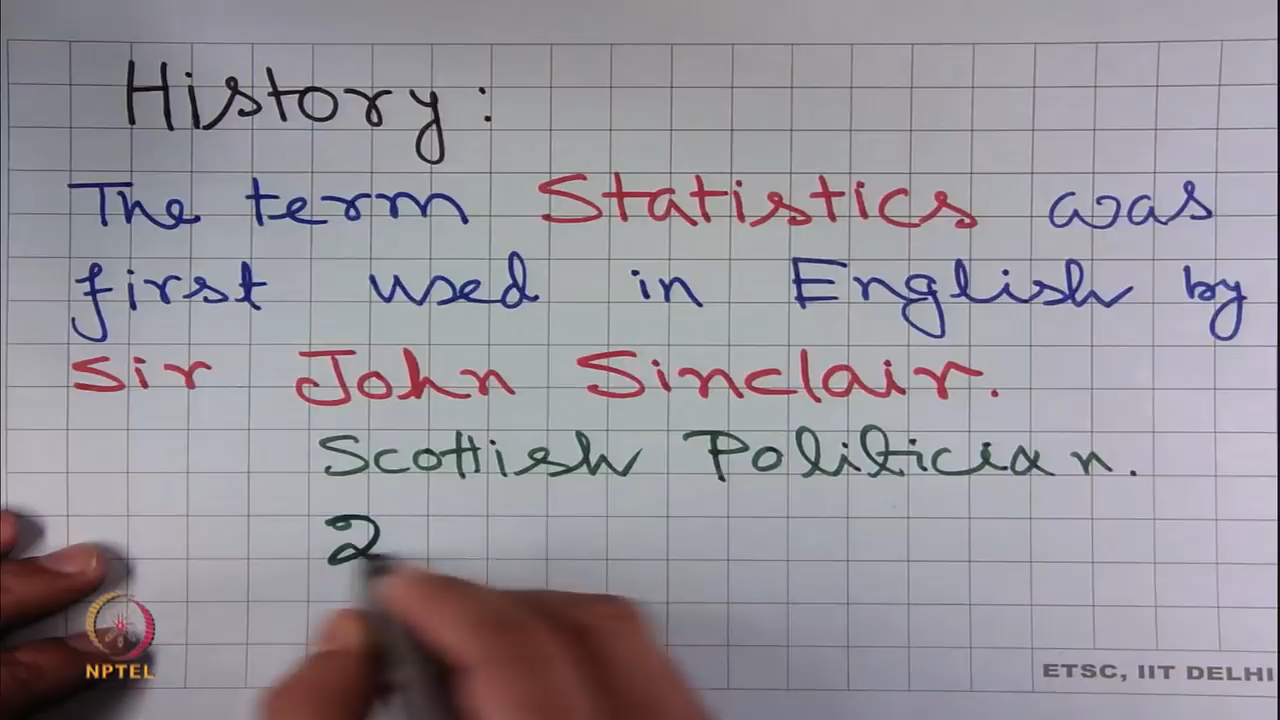 History:
The term Statistics was
first used in English by
Sir John Sinclair.
Scottish Politician.
2
NPTEL
ETSC, IIT DELHI